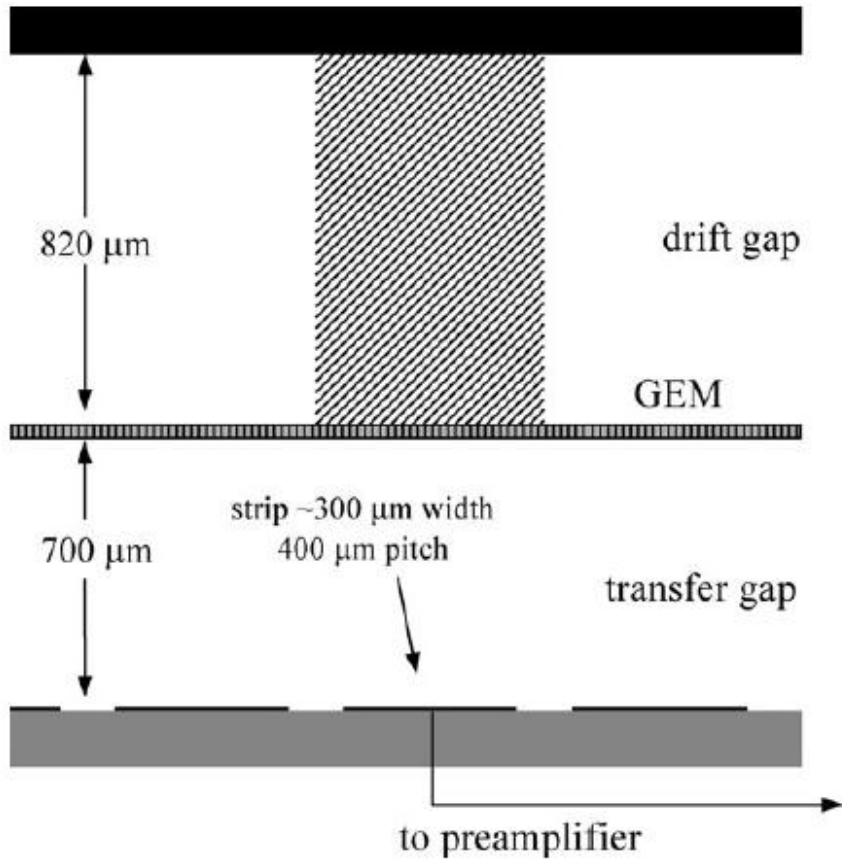 820 μm
drift gap
GEM
strip ~300 μm width
400 μm pitch
700 μm
transfer gap
to preamplifier